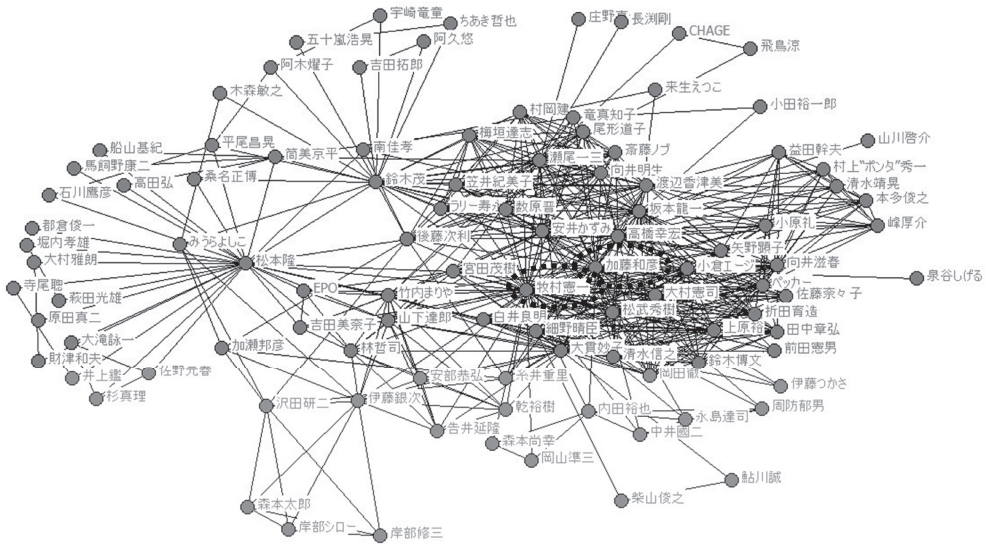 宇崎竜童
ちあき哲也
庄野真
長渕剛
CHAGE
飛鳥涼
五十嵐浩晃
阿久悠
阿木燿子
吉田拓郎
来生えつこ
木森敏之
小田裕一郎
村岡建
竜真知子
尾形道子
梅垣達志
平尾昌晃
南佳孝
斎藤ノブ
山川啓介
船山基紀
筒美京平
瀬尾一三
益田幹夫
馬飼野康二
桑名正博
向井明生
村上"ポンタ"秀一
高田弘
鈴木茂
笠井紀美子
渡辺香津美
清水靖晃
石川鷹彦
本多俊之
ラリー寿永
数原晋
坂本龍一
小原礼
峰厚介
都倉俊一
みうらよしこ
後藤次利
安井かずみ
高橋幸宏
堀内孝雄
矢野顕子
大村雅朗
松本隆
宮田茂樹
加藤和彦
小倉エージ
向井滋春
泉谷しげる
寺尾聰
EPO
竹内まりや
牧村憲一
大村憲司
ペッカー
佐藤奈々子
萩田光雄
原田真二
吉田美奈子
山下達郎
白井良明
細野晴臣
松武秀樹
折田育造
上原裕
田中章弘
大滝詠一
加瀬邦彦
林哲司
大貫妙子
清水信之
前田憲男
財津和夫
鈴木博文
井上鑑
佐野元春
安部恭弘
糸井重里
岡田徹
伊藤つかさ
杉真理
沢田研二
伊藤銀次
乾裕樹
内田裕也
永島達司
周防郁男
告井延隆
森本尚幸
中井國二
岡山準三
鮎川誠
森本太郎
柴山俊之
岸部シロー
岸部修三